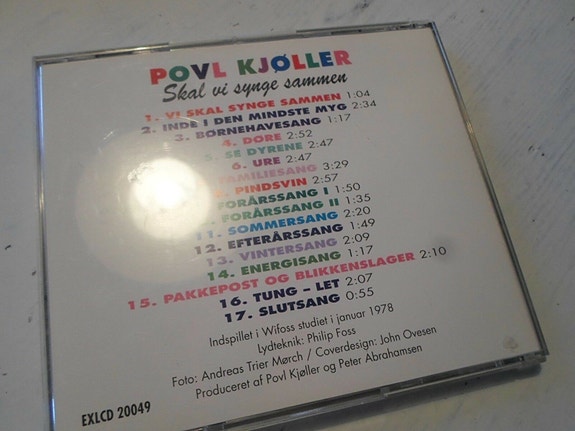 POVL KJØLLER
Skal vi synge sammen
1. VI SKAL SYNGE SAMMEN 1:04
2. INDE I DEN MINDSTE MYG 2:34
3. BØRNEHAVESANG 1:17
4. DØRE 2:52
5. SE DYRENE 2:47
6. URE 2:47
FAMILIESANG 3:29
PINDSVIN 2:57
FORÅRSSANG I 1:50
FORÅRSSANG II 1:35
11. SOMMERSANG 2:20
12. EFTERÅRSSANG 1:49
13. VINTERSANG 2:09
14. ENERGISANG 1:17
15. PAKKEPOST OG BLIKKENSLAGER 2:10
16. TUNG – LET 2:07
17. SLUTSANG 0:55
Indspillet i Wifoss studiet i januar 1978
Lydteknik: Philip Foss
Foto: Andreas Trier Mørch / Coverdesign: John Ovesen
Produceret af Povl Kjøller og Peter Abrahamsen
EXLCD 20049